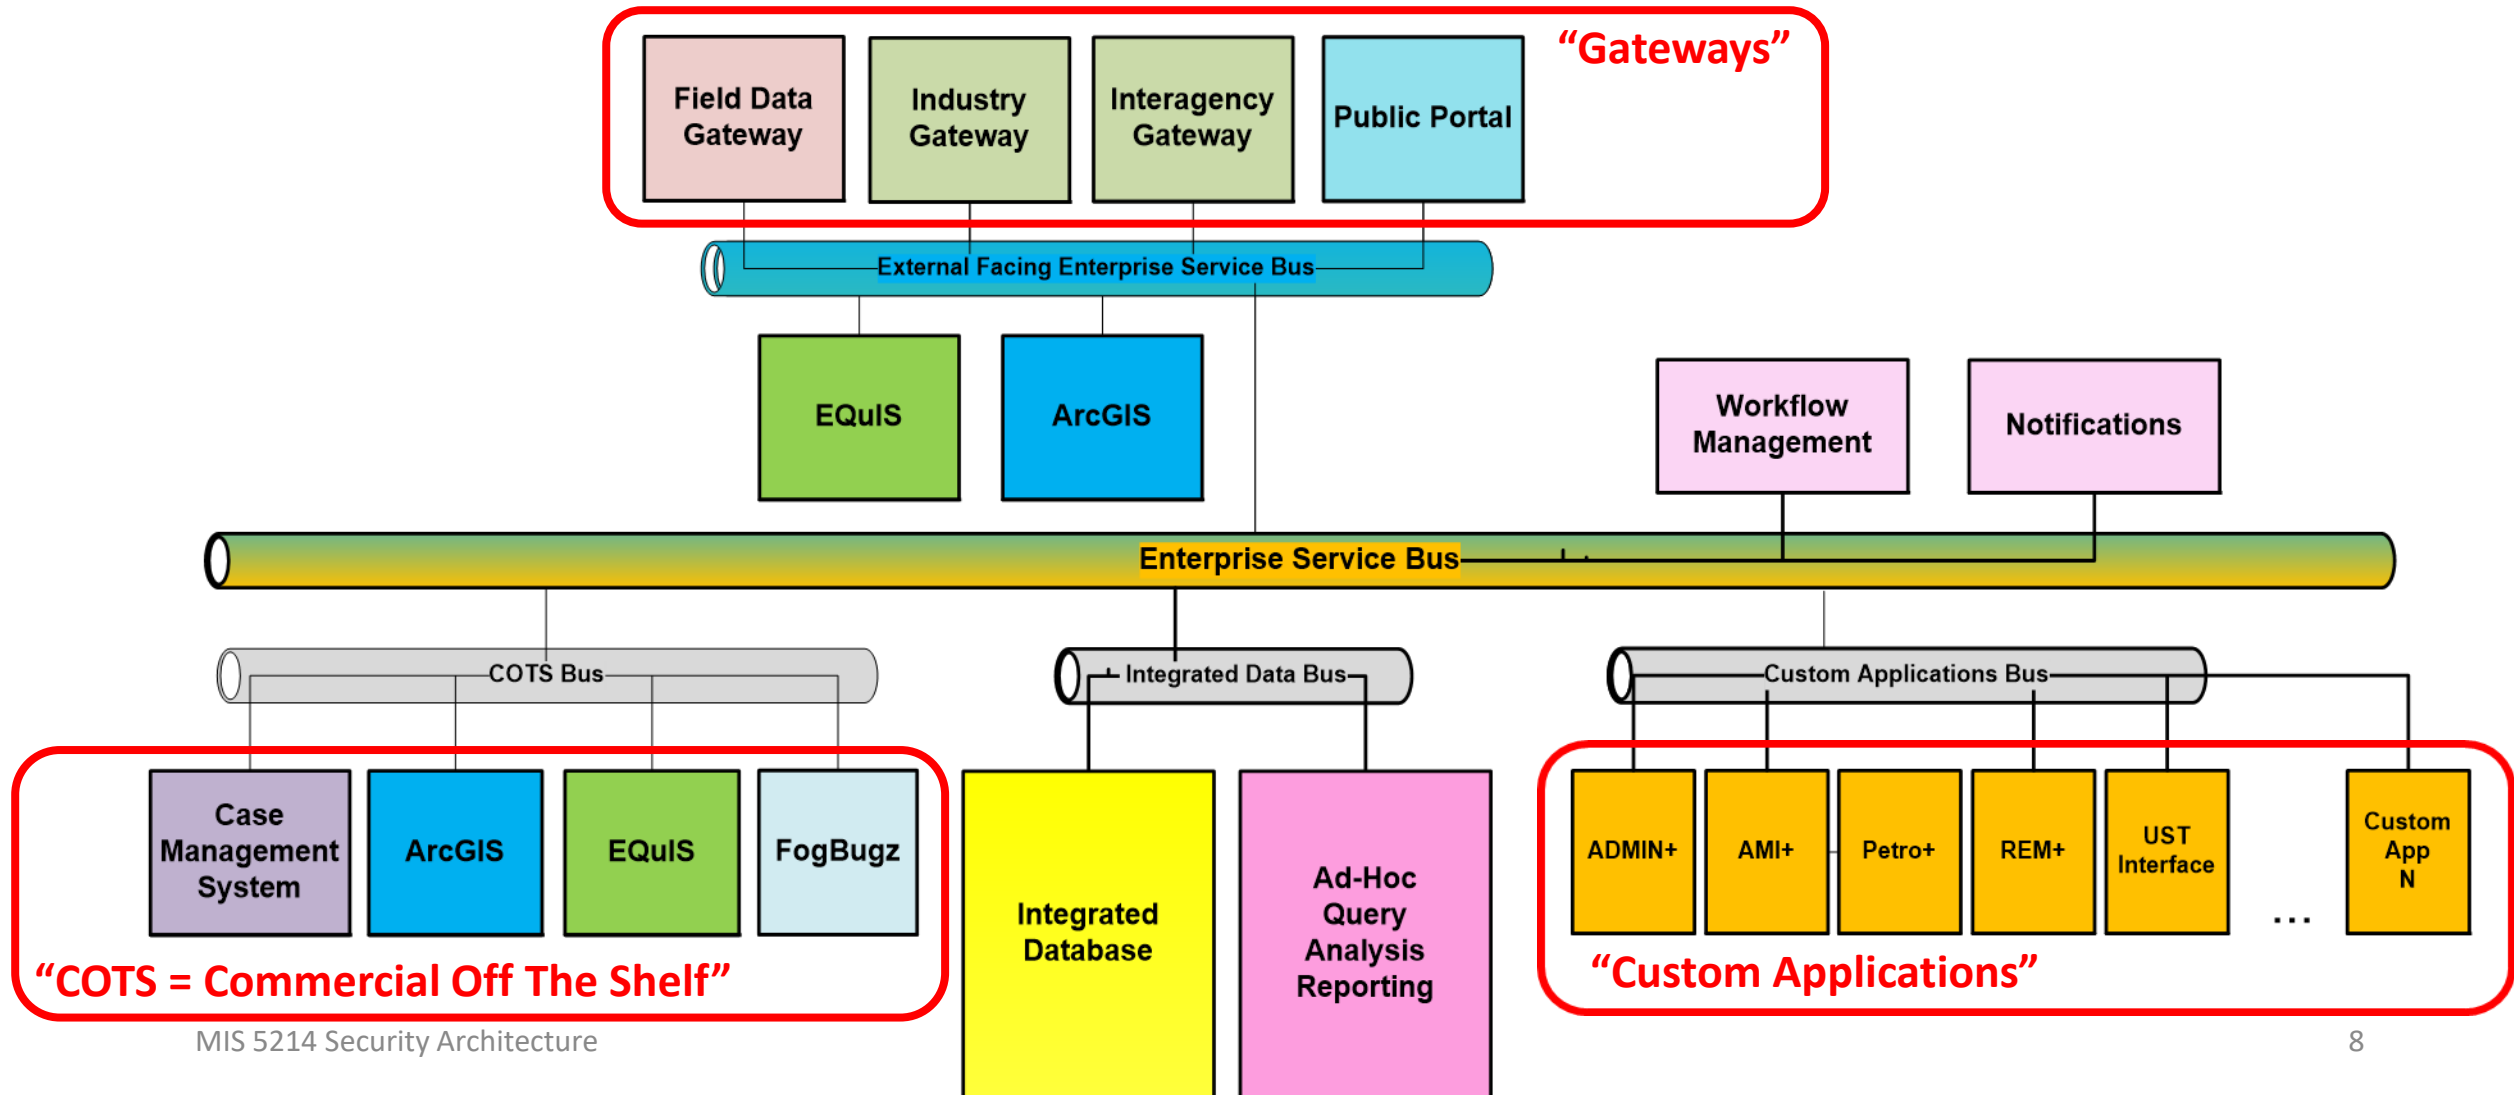 “Gateways”
Field Data
Gateway
Industry
Gateway
Interagency
Gateway
Public Portal
External Facing Enterprise Service Bus
EQuIS
ArcGIS
Workflow
Management
Notifications
Enterprise Service Bus
COTS Bus
Integrated Data Bus
Custom Applications Bus
Case
Management
System
ArcGIS
EQuIS
FogBugz
“COTS = Commercial Off The Shelf”
Integrated
Database
Ad-Hoc
Query
Analysis
Reporting
ADMIN+
AMI+
Petro+
REM+
UST
Interface
...
Custom
App
N
“Custom Applications”
MIS 5214 Security Architecture
8